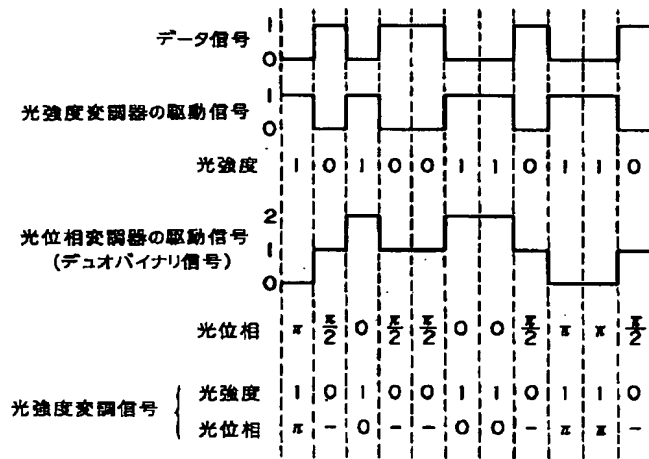 1
データ信号
0
1
光強度変調器の駆動信号
0
光強度 1 0 1 0 0 1 1 0 1 1 0
2
光位相変調器の駆動信号
1
(デュオバイナリ信号)
0
光位相 π π/2 0 π/2 π/2 0 0 π/2 π π π/2
光強度変調信号
光強度 1 0 1 0 0 1 1 0 1 1 0
光位相 π - 0 - - 0 0 - π π -